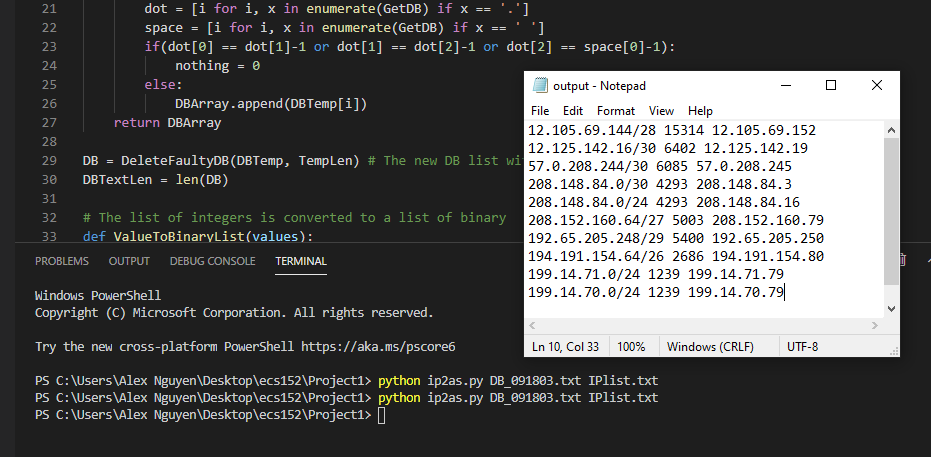 21 dot = [i for i, x in enumerate(GetDB) if x == '.']
22 space = [i for i, x in enumerate(GetDB) if x == ' ']
23 if(dot[0] == dot[1]-1 or dot[1] == dot[2]-1 or dot[2] == space[0]-1):
24 nothing = 0
25 else:
26 DBArray.append(DBTemp[i])
27 return DBArray
28
29 DB = DeleteFaultyDB(DBTemp, TempLen) # The new DB list wi
30 DBTextLen = len(DB)
31
32 # The list of integers is converted to a list of binary
33 def ValueToBinaryList(values):
output - Notepad
File Edit Format View Help
12.105.69.144/28 15314 12.105.69.152
12.125.142.16/30 6402 12.125.142.19
57.0.208.244/30 6085 57.0.208.245
208.148.84.0/30 4293 208.148.84.3
208.148.84.0/24 4293 208.148.84.16
208.152.160.64/27 5003 208.152.160.79
192.65.205.248/29 5400 192.65.205.250
194.191.154.64/26 2686 194.191.154.80
199.14.71.0/24 1239 199.14.71.79
199.14.70.0/24 1239 199.14.70.79
Ln 10, Col 33 100% Windows (CRLF) UTF-8
PROBLEMS OUTPUT DEBUG CONSOLE TERMINAL
Windows PowerShell
Copyright (C) Microsoft Corporation. All rights reserved.
Try the new cross-platform PowerShell https://aka.ms/pscore6
PS C:\Users\Alex Nguyen\Desktop\ecs152\Project1> python ip2as.py DB_091803.txt IPlist.txt
PS C:\Users\Alex Nguyen\Desktop\ecs152\Project1> python ip2as.py DB_091803.txt IPlist.txt
PS C:\Users\Alex Nguyen\Desktop\ecs152\Project1>